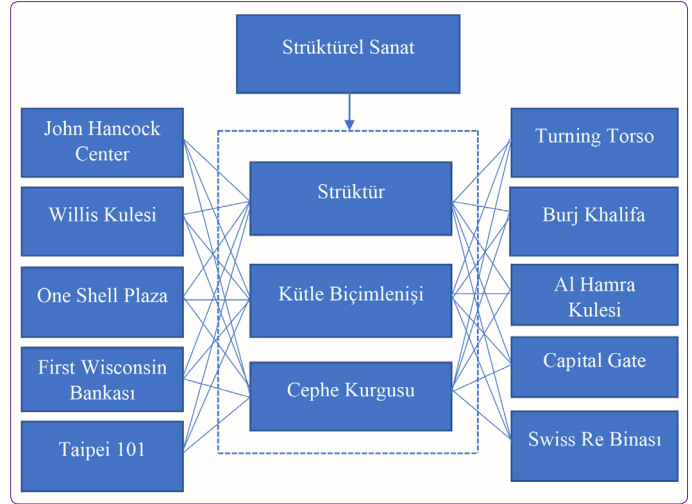 Strüktürel Sanat
John Hancock
Center
Willis Kulesi
One Shell Plaza
First Wisconsin
Bankası
Taipei 101
Strüktür
Kütle Biçimlenişi
Cephe Kurgusu
Turning Torso
Burj Khalifa
Al Hamra
Kulesi
Capital Gate
Swiss Re Binası